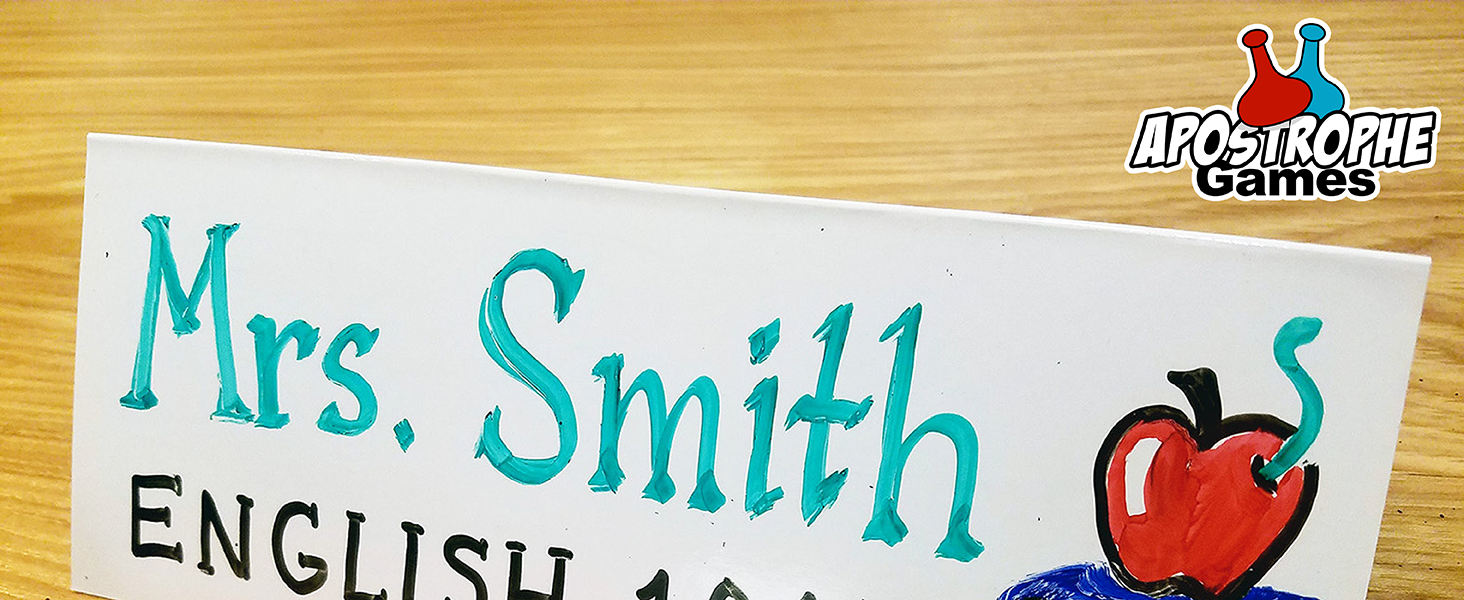 APOSTROPHE
Games
Mrs. Smith
ENGLISH